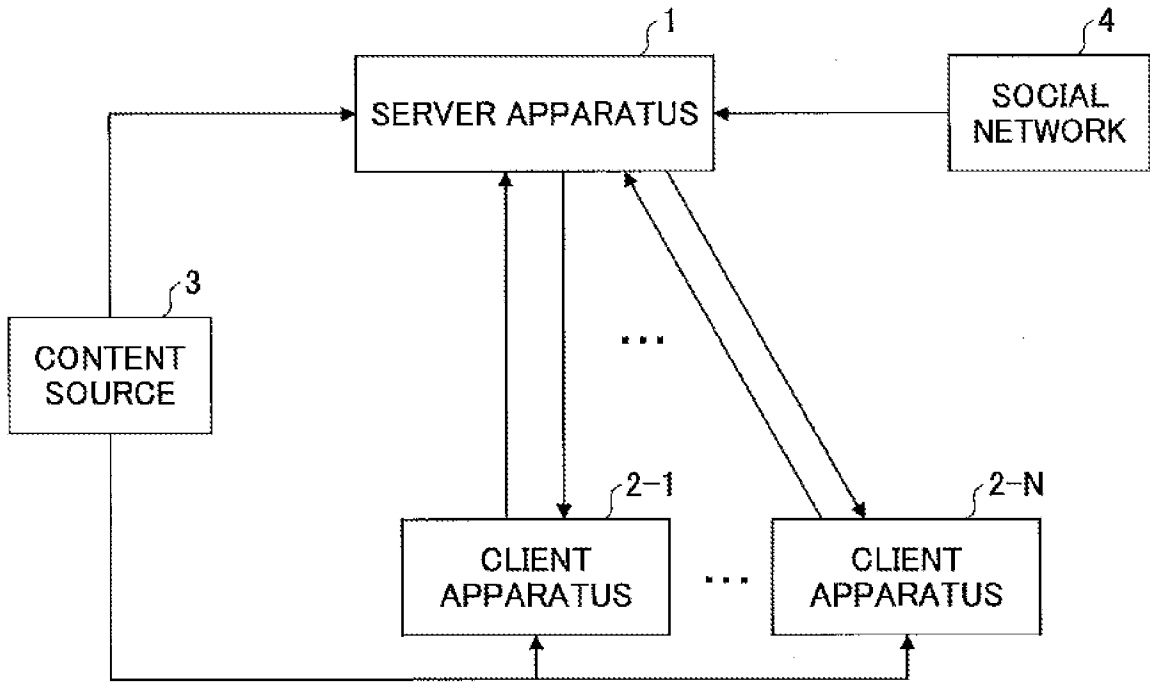 1
SERVER APPARATUS
4
SOCIAL
NETWORK
3
CONTENT
SOURCE
...
2-1
CLIENT
APPARATUS
...
2-N
CLIENT
APPARATUS